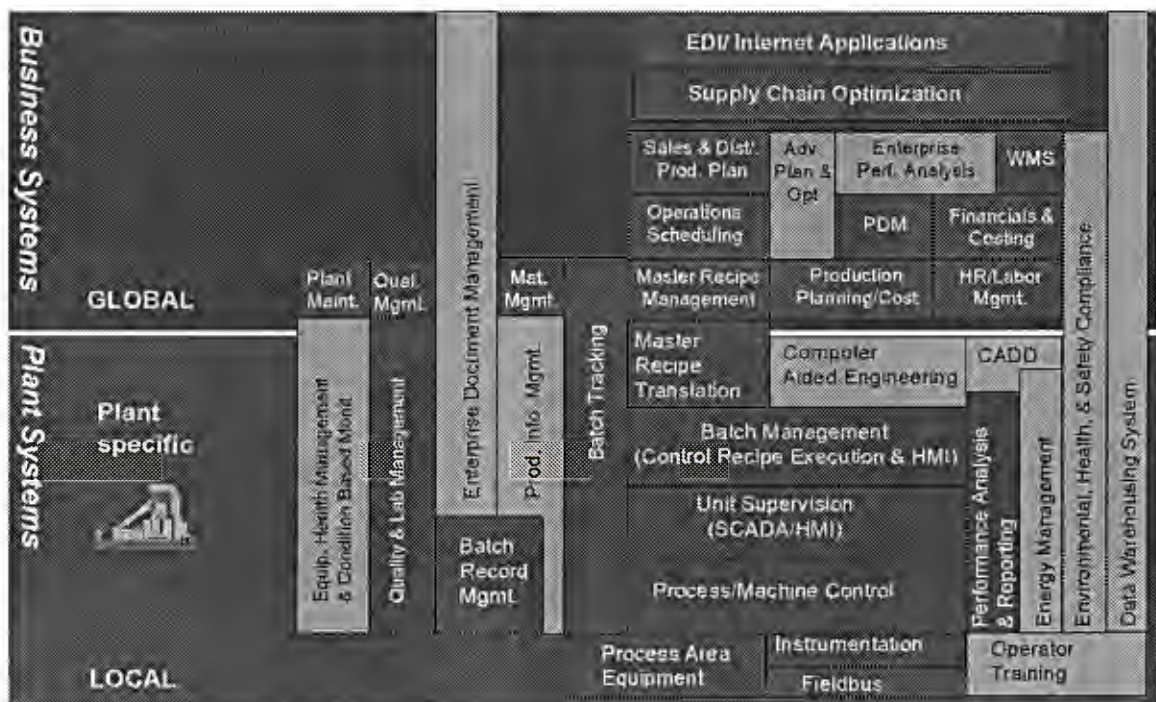 Business Systems
GLOBAL
EDI/ Internet Applications
Supply Chain Optimization
Sales & Dist/.
Prod. Plan
Adv.
Plan &
Opt
Enterprise
Perf. Analysis
WMS
Operations
Scheduling
PDM
Financials &
Costing
Plant
Maint.
Qual.
Mgmt.
Enterprise Document Management
Mat.
Mgmt.
Batch Tracking
Master Recipe
Management
Production
Planning/Cost
HR/Labor
Mgmt.
Environmental, Health, & Safety Compliance
Data Warehousing System
Plant Systems
Plant
specific
LOCAL
Equip. Health Management
& Condition Based Monit
Quality & Lab Management
Prod. Info Mgmt.
Batch
Record
Mgmt.
Master
Recipe
Translation
Computer
Aided Engineering
CADD
Batch Management
(Control Recipe Execution & HMI)
Unit Supervision
(SCADA/HMI)
Process/Machine Control
Performance Analysis
& Reporting
Energy Management
Process Area
Equipment
Instrumentation
Fieldbus
Operator
Training